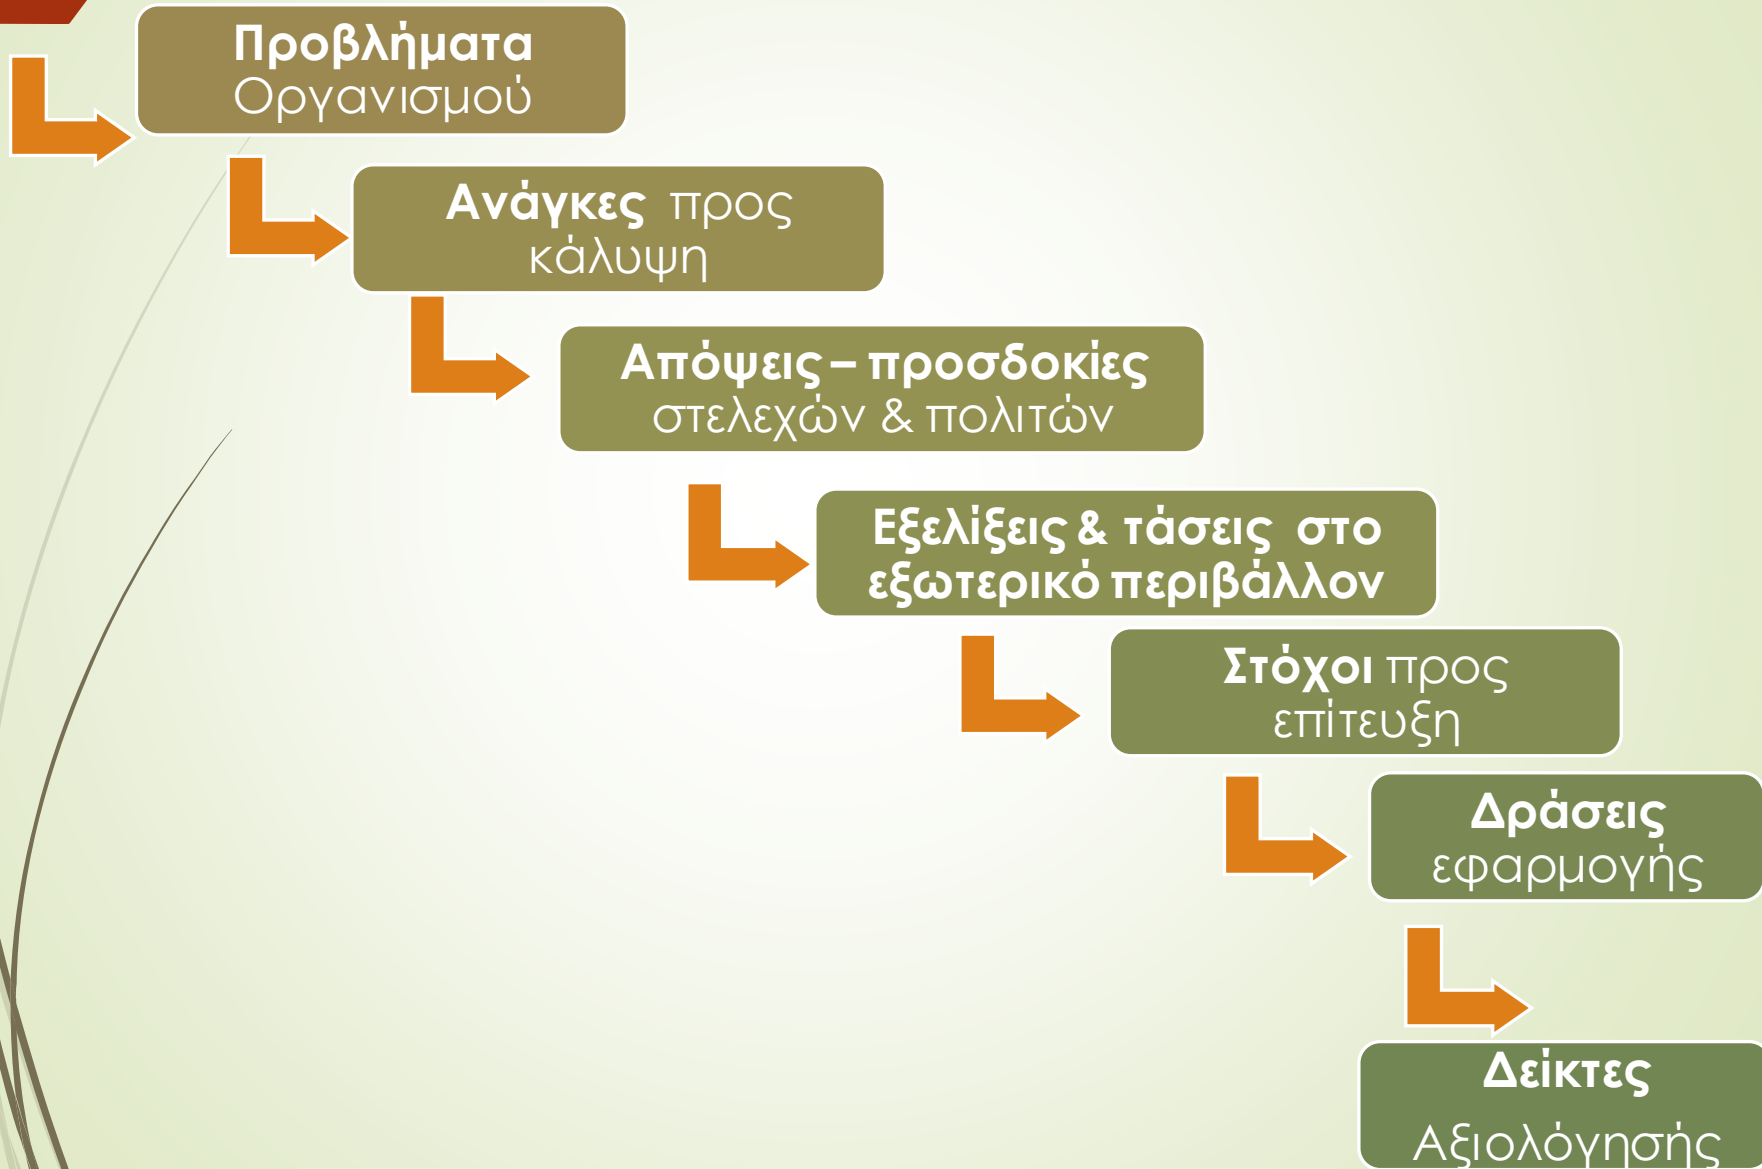 Προβλήματα
Οργανισμού
Ανάγκες προς
κάλυψη
Απόψεις – προσδοκίες
στελεχών & πολιτών
Εξελίξεις & τάσεις στο
εξωτερικό περιβάλλον
Στόχοι προς
επίτευξη
Δράσεις
εφαρμογής
Δείκτες
Αξιολόγησής